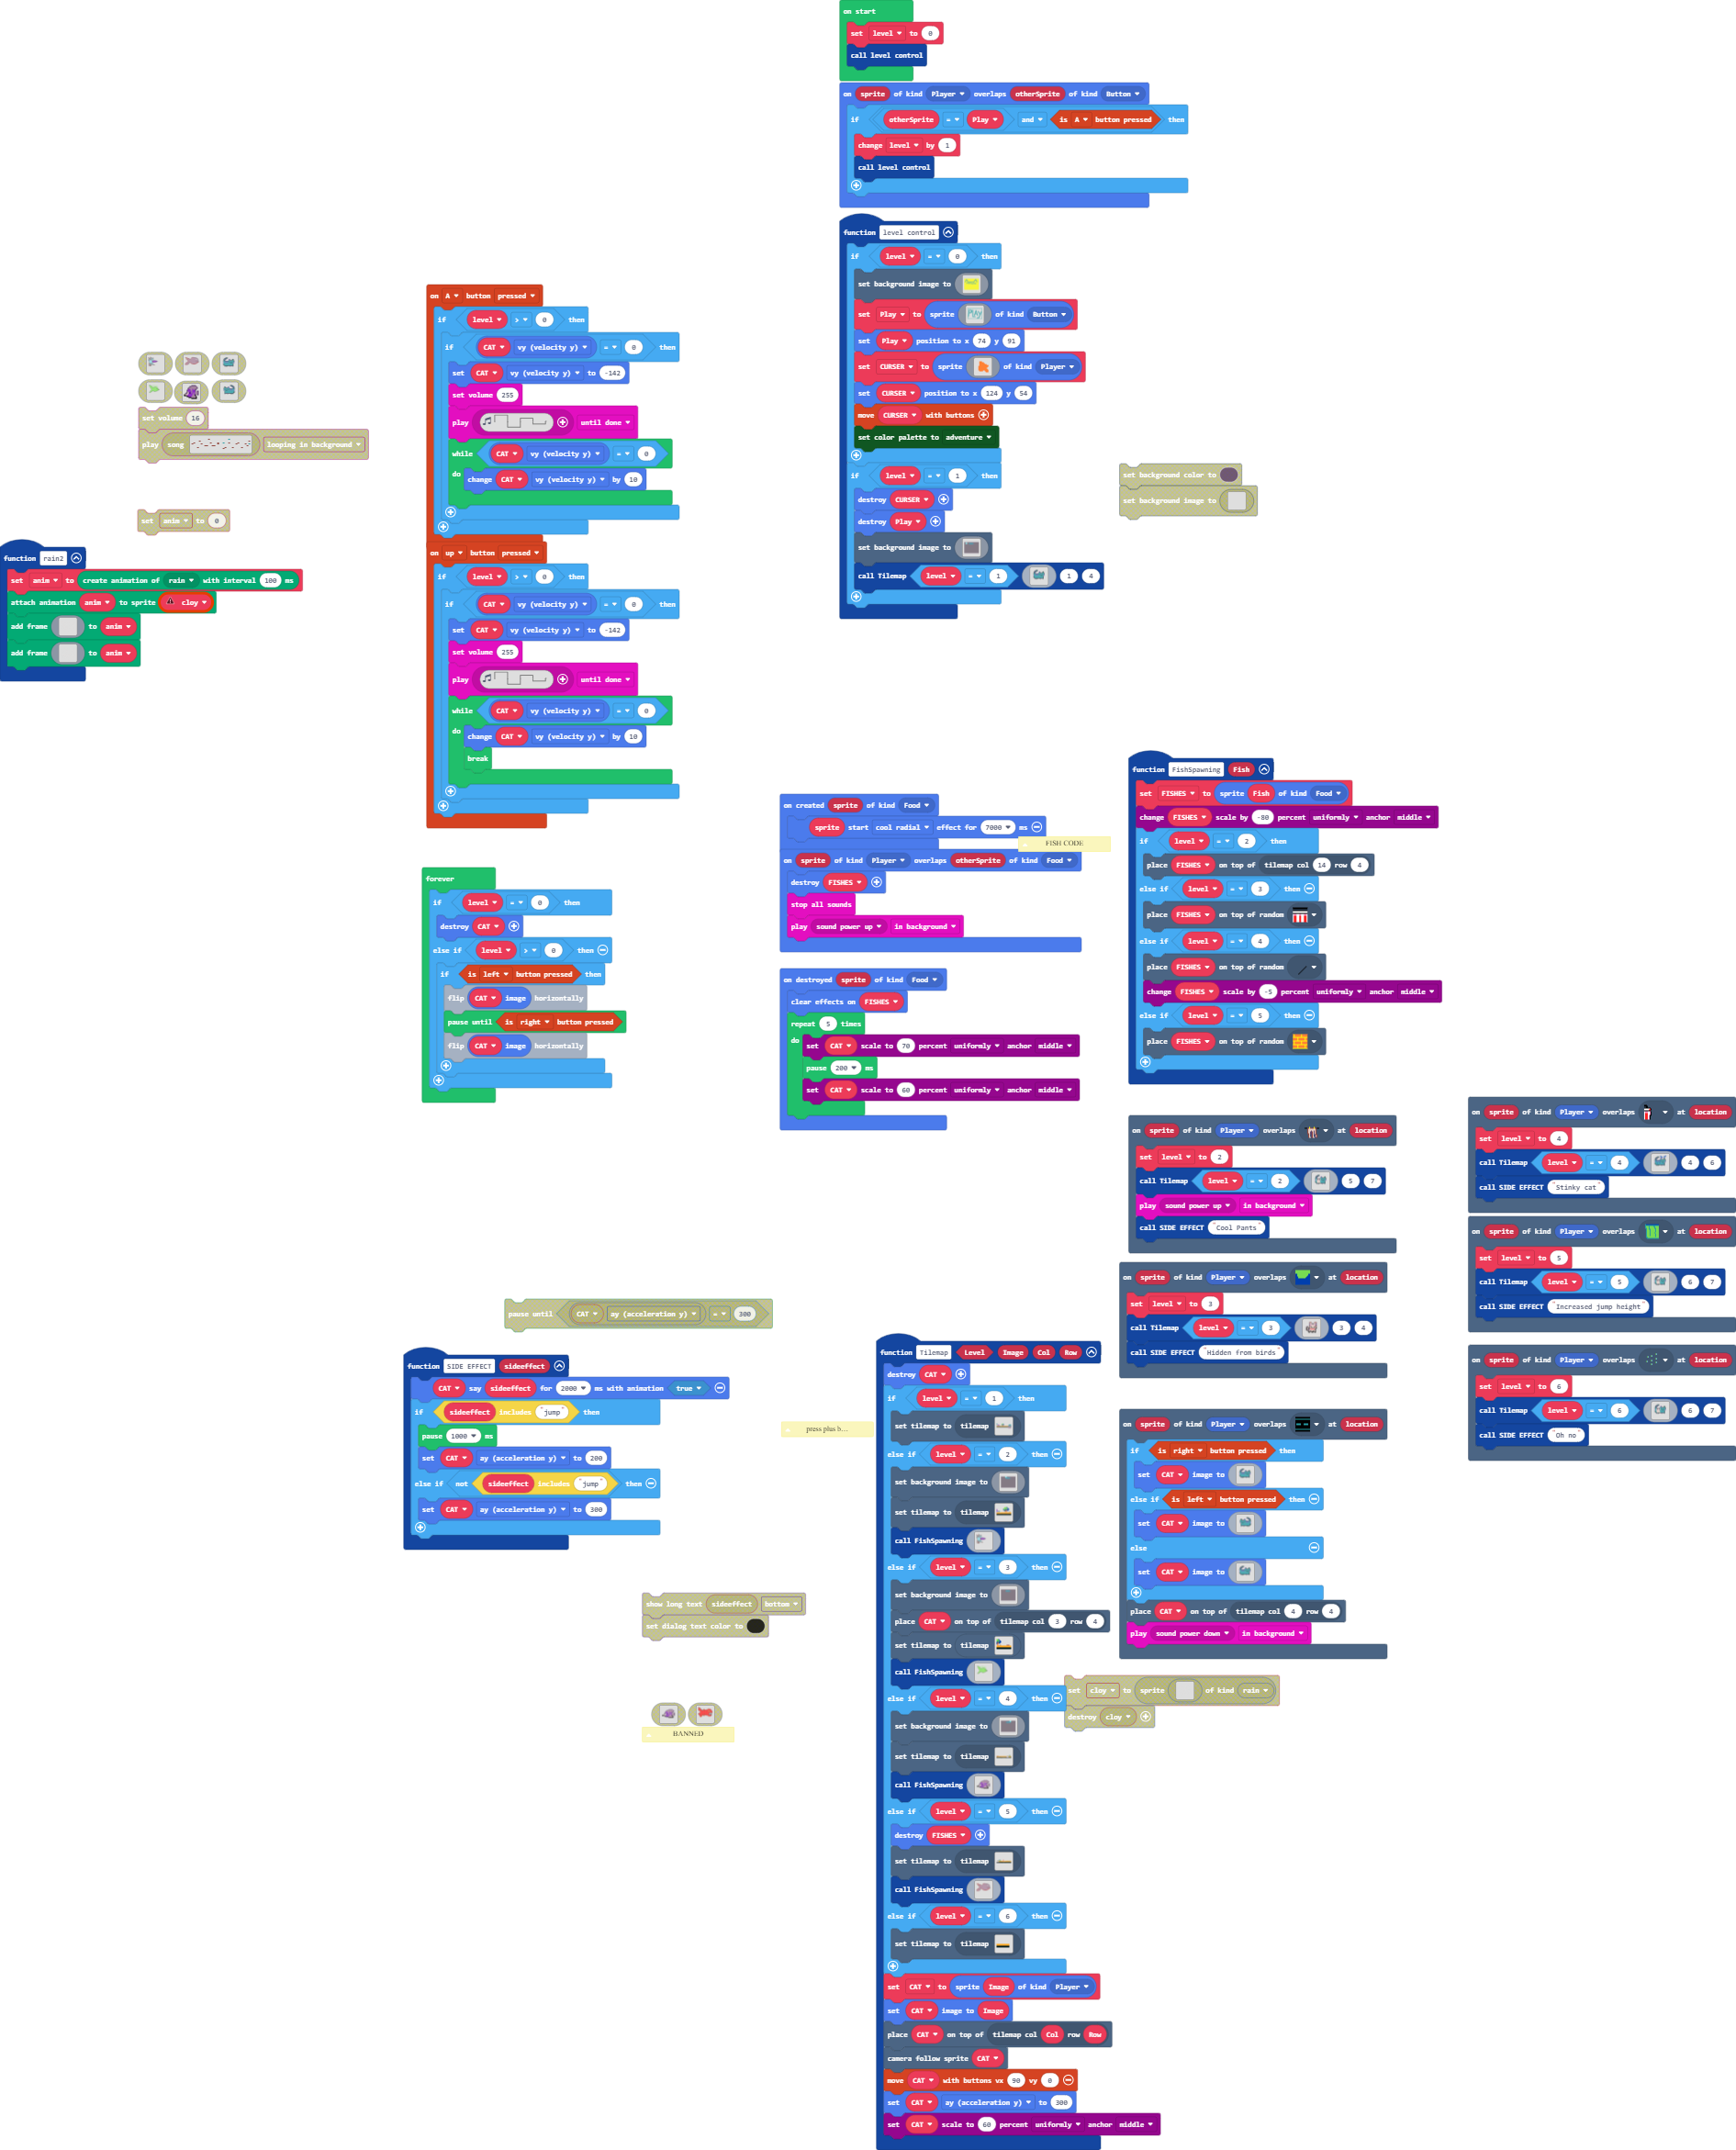 on start
set level to 0
call level control
on sprite of kind Player overlaps otherSprite of kind Button
if otherSprite = Play and is A button pressed then
change level by 1
call level control
function level control
if level = 0 then
set background image to
set Play to sprite of kind Button
set Play position to x 74 y 91
set CURSER to sprite of kind Player
set CURSER position to x 124 y 54
move CURSER with buttons
set color palette to adventure
if level = 1 then
destroy CURSER
destroy Play
set background image to
call Tilemap level = 1 1 4
set background color to
set background image to
on A button pressed
if level > 0 then
if CAT vy (velocity y) = 0 then
set CAT vy (velocity y) to -142
set volume 255
play until done
while CAT vy (velocity y) = 0
do change CAT vy (velocity y) by 10
on up button pressed
if level > 0 then
if CAT vy (velocity y) = 0 then
set CAT vy (velocity y) to -142
set volume 255
play until done
while CAT vy (velocity y) = 0
do change CAT vy (velocity y) by 10
break
set volume 16
play song looping in background
set anim to 0
function rain2
set anim to create animation of rain with interval 100 ms
attach animation anim to sprite cloy
add frame to anim
add frame to anim
forever
if level = 0 then
destroy CAT
else if level > 0 then
if is left button pressed then
flip CAT image horizontally
pause until is right button pressed
flip CAT image horizontally
on created sprite of kind Food
sprite start cool radial effect for 7000 ms
FISH CODE
on sprite of kind Player overlaps otherSprite of kind Food
destroy FISHES
stop all sounds
play sound power up in background
on destroyed sprite of kind Food
clear effects on FISHES
repeat 5 times
do set CAT scale to 70 percent uniformly anchor middle
pause 200 ms
set CAT scale to 60 percent uniformly anchor middle
function FishSpawning Fish
set FISHES to sprite Fish of kind Food
change FISHES scale by -80 percent uniformly anchor middle
if level = 2 then
place FISHES on top of tilemap col 14 row 4
else if level = 3 then
place FISHES on top of random
else if level = 4 then
place FISHES on top of random
change FISHES scale by -5 percent uniformly anchor middle
else if level = 5 then
place FISHES on top of random
on sprite of kind Player overlaps at location
set level to 2
call Tilemap level = 2 5 7
play sound power up in background
call SIDE EFFECT "Cool Pants"
on sprite of kind Player overlaps at location
set level to 3
call Tilemap level = 3 3 4
call SIDE EFFECT "Hidden from birds"
on sprite of kind Player overlaps at location
set level to 4
call Tilemap level = 4 4 6
call SIDE EFFECT "Stinky cat"
on sprite of kind Player overlaps at location
set level to 5
call Tilemap level = 5 6 7
call SIDE EFFECT "Increased jump height"
on sprite of kind Player overlaps at location
set level to 6
call Tilemap level = 6 6 7
call SIDE EFFECT "Oh no"
on sprite of kind Player overlaps at location
if is right button pressed then
set CAT image to
else if is left button pressed then
set CAT image to
else
set CAT image to
place CAT on top of tilemap col 4 row 4
play sound power down in background
set cloy to sprite of kind rain
destroy cloy
pause until CAT ay (acceleration y) = 300
function SIDE EFFECT sideeffect
CAT say sideeffect for 2000 ms with animation true
if sideeffect includes "jump" then
pause 1000 ms
set CAT ay (acceleration y) to 200
else if not sideeffect includes "jump" then
set CAT ay (acceleration y) to 300
press plus b...
show long text sideeffect bottom
set dialog text color to
BANNED
function Tilemap Level Image Col Row
destroy CAT
if level = 1 then
set tilemap to tilemap
else if level = 2 then
set background image to
set tilemap to tilemap
call FishSpawning
else if level = 3 then
set background image to
place CAT on top of tilemap col 3 row 4
set tilemap to tilemap
call FishSpawning
else if level = 4 then
set background image to
set tilemap to tilemap
call FishSpawning
else if level = 5 then
destroy FISHES
set tilemap to tilemap
call FishSpawning
else if level = 6 then
set tilemap to tilemap
set CAT to sprite Image of kind Player
set CAT image to Image
place CAT on top of tilemap col Col row Row
camera follow sprite CAT
move CAT with buttons vx 90 vy 0
set CAT ay (acceleration y) to 300
set CAT scale to 60 percent uniformly anchor middle